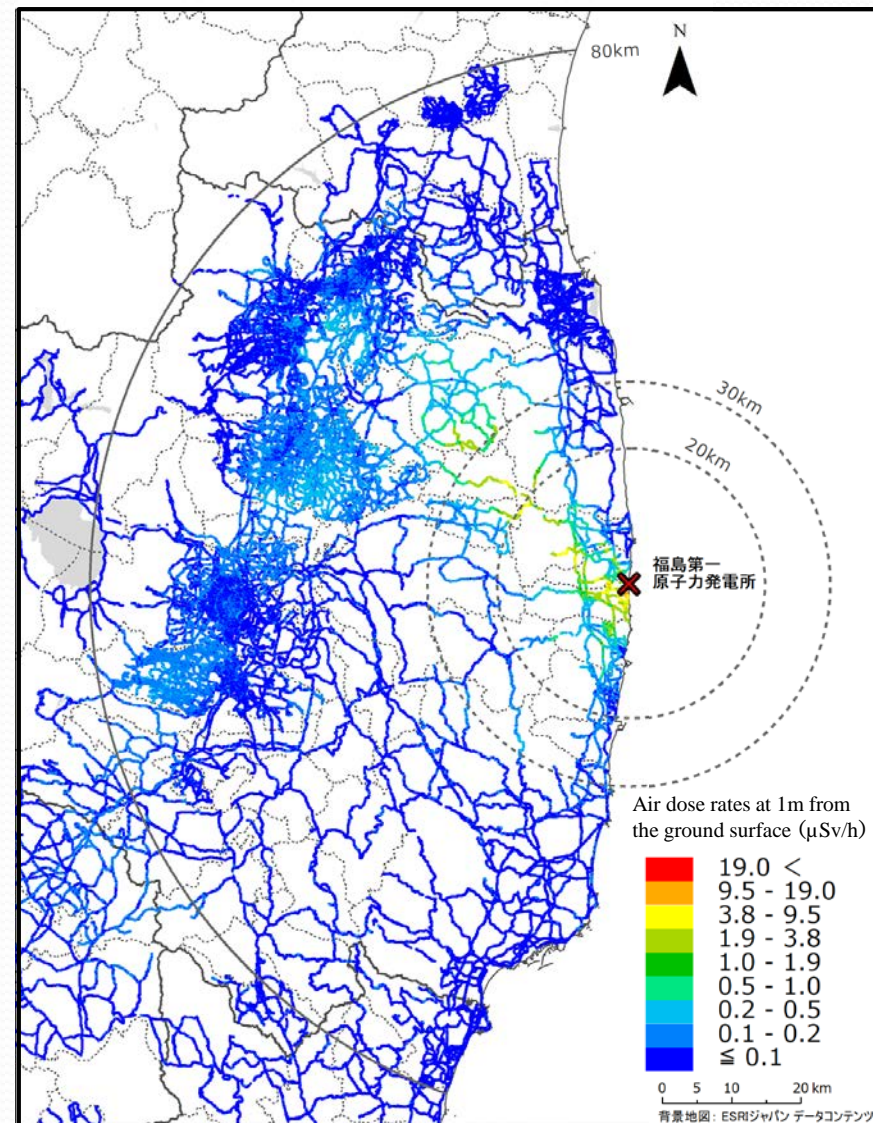 80km
N
30km
20km
福島第一
原子力発電所
Air dose rates at 1m from
the ground surface (μSv/h)
19.0 <
9.5 - 19.0
3.8 - 9.5
1.9 - 3.8
1.0 - 1.9
0.5 - 1.0
0.2 - 0.5
0.1 - 0.2
≦ 0.1
0 5 10 20 km
背景地図: ESRIジャパン データコンテンツ